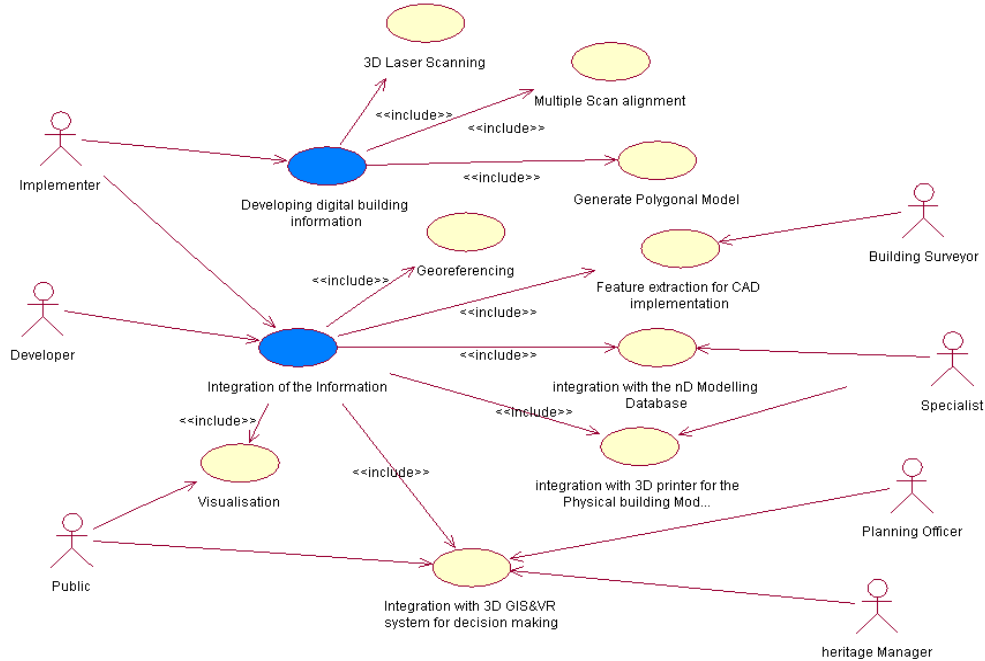 3D Laser Scanning
Multiple Scan alignment
<<include>>
<<include>>
Implementer
<<include>>
Developing digital building
information
Generate Polygonal Model
Building Surveyor
<<include>>
Georeferencing
Feature extraction for CAD
implementation
<<include>>
Developer
<<include>>
Integration of the Information
integration with the nD Modelling
Database
Specialist
<<include>>
<<include>>
<<include>>
Visualisation
integration with 3D printer for the
Physical building Mod...
Planning Officer
Public
Integration with 3D GIS&VR
system for decision making
heritage Manager